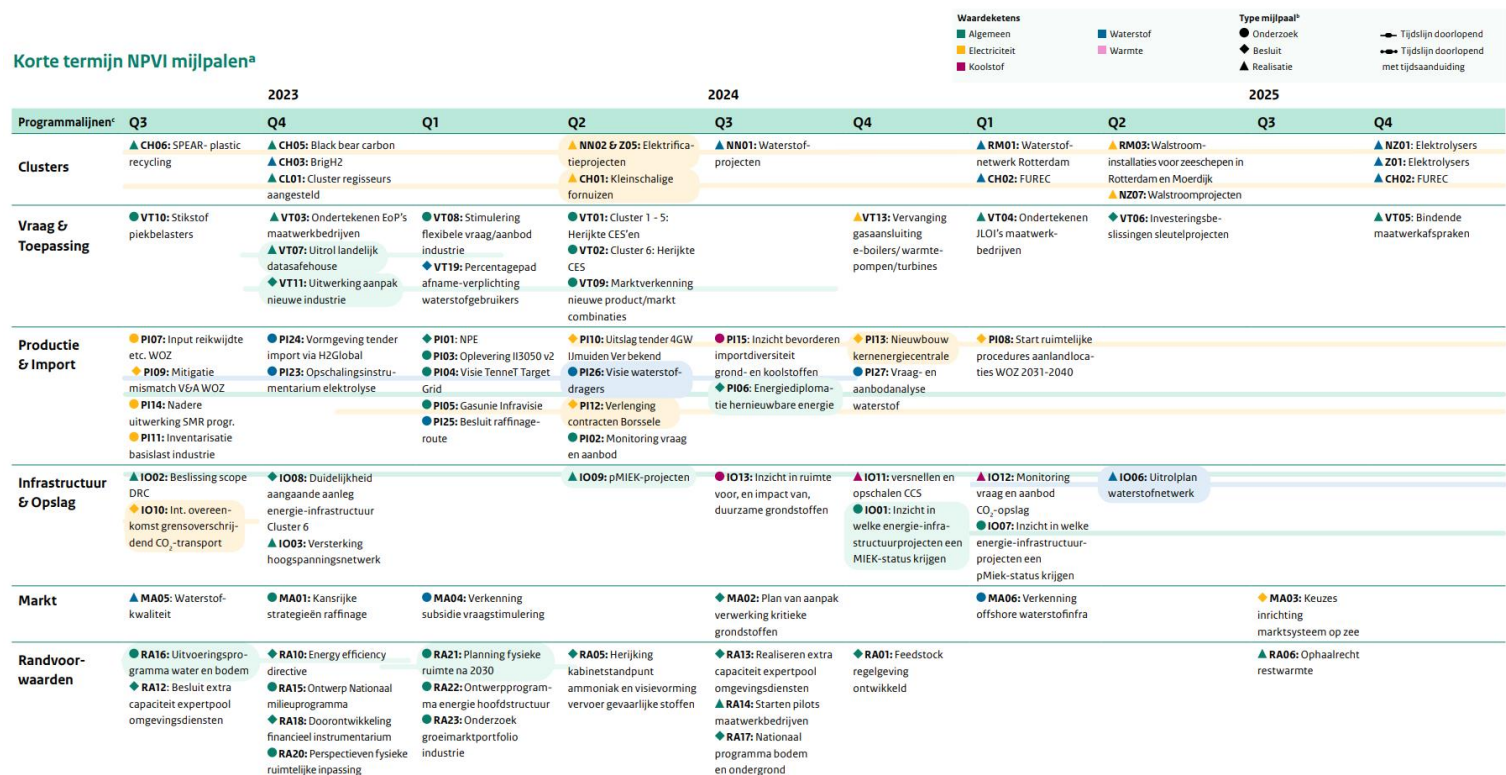 Waardeketens
Algemeen
Electriciteit
Koolstof
Waterstof
Warmte
Type mijlpaalᵇ
Onderzoek
Besluit
Realisatie
Tijdslijn doorlopend
Tijdslijn doorlopend
met tijdsaanduiding
Korte termijn NPVI mijlpalenᵃ
2023
2024
2025
Programmalijnenᶜ
Q3
Q4
Q1
Q2
Q3
Q4
Q1
Q2
Q3
Q4
Clusters
CH06: SPEAR- plastic
recycling
CH05: Black bear carbon
CH03: BrigH2
CL01: Cluster regisseurs
aangesteld
NN02 & Z05: Elektrifica-
tieprojecten
CH01: Kleinschalige
fornuizen
NN01: Waterstof-
projecten
RM01: Waterstof-
netwerk Rotterdam
CH02: FUREC
RM03: Walstroom-
installaties voor zeeschepen in
Rotterdam en Moerdijk
NZ07: Walstroomprojecten
NZ01: Elektrolysers
Z01: Elektrolysers
CH02: FUREC
Vraag &
Toepassing
VT10: Stikstof
piekbelasters
VT03: Ondertekenen EoP's
maatwerkbedrijven
VT07: Uitrol landelijk
datasafehouse
VT11: Uitwerking aanpak
nieuwe industrie
VT08: Stimulering
flexibele vraag/aanbod
industrie
VT19: Percentagepad
afname-verplichting
waterstofgebruikers
VT01: Cluster 1 - 5:
Herijkte CES'en
VT02: Cluster 6: Herijkte
CES
VT09: Marktverkenning
nieuwe product/markt
combinaties
VT13: Vervanging
gasaansluiting
e-boilers/ warmte-
pompen/turbines
VT04: Ondertekenen
JLOI's maatwerk-
bedrijven
VT06: Investeringsbe-
slissingen sleutelprojecten
VT05: Bindende
maatwerkafspraken
Productie
& Import
PI07: Input reikwijdte
etc. WOZ
PI09: Mitigatie
mismatch V&A WOZ
PI14: Nadere
uitwerking SMR progr.
PI11: Inventarisatie
basislast industrie
PI24: Vormgeving tender
import via H2Global
PI23: Opschalingsinstru-
mentarium elektrolyse
PI01: NPE
PI03: Oplevering II3050 v2
PI04: Visie TenneT Target
Grid
PI05: Gasunie Infravisie
PI25: Besluit raffinage-
route
PI10: Uitslag tender 4GW
IJmuiden Ver bekend
PI26: Visie waterstof-
dragers
PI12: Verlenging
contracten Borssele
PI02: Monitoring vraag
en aanbod
PI15: Inzicht bevorderen
importdiversiteit
grond- en koolstoffen
PI06: Energiediploma-
tie hernieuwbare energie
PI13: Nieuwbouw
kernenergiecentrale
PI27: Vraag- en
aanbodanalyse
waterstof
PI08: Start ruimtelijke
procedures aanlandloca-
ties WOZ 2031-2040
Infrastructuur
& Opslag
IO02: Beslissing scope
DRC
IO10: Int. overeen-
komst grensoverschrij-
dend CO₂-transport
IO08: Duidelijkheid
aangaande aanleg
energie-infrastructuur
Cluster 6
IO03: Versterking
hoogspanningsnetwerk
IO09: pMIEK-projecten
IO13: Inzicht in ruimte
voor, en impact van,
duurzame grondstoffen
IO11: versnellen en
opschalen CCS
IO01: Inzicht in
welke energie-infra-
structuurprojecten een
MIEK-status krijgen
IO12: Monitoring
vraag en aanbod
CO₂-opslag
IO07: Inzicht in welke
energie-infrastructuur-
projecten een
pMiek-status krijgen
IO06: Uitrolplan
waterstofnetwerk
Markt
MA05: Waterstof-
kwaliteit
MA01: Kansrijke
strategieën raffinage
MA04: Verkenning
subsidie vraagstimulering
MA02: Plan van aanpak
verwerking kritieke
grondstoffen
MA06: Verkenning
offshore waterstofinfra
MA03: Keuzes
inrichting
marktsysteem op zee
Randvoor-
waarden
RA16: Uitvoeringspro-
gramma water en bodem
RA12: Besluit extra
capaciteit expertpool
omgevingsdiensten
RA10: Energy efficiency
directive
RA15: Ontwerp Nationaal
milieuprogramma
RA18: Doorontwikkeling
financieel instrumentarium
RA20: Perspectieven fysieke
ruimtelijke inpassing
RA21: Planning fysieke
ruimte na 2030
RA22: Ontwerpprogram-
ma energie hoofdstructuur
RA23: Onderzoek
groeimarktportfolio
industrie
RA05: Herijking
kabinetstandpunt
ammoniak en visievorming
vervoer gevaarlijke stoffen
RA13: Realiseren extra
capaciteit expertpool
omgevingsdiensten
RA14: Starten pilots
maatwerkbedrijven
RA17: Nationaal
programma bodem
en ondergrond
RA01: Feedstock
regelgeving
ontwikkeld
RA06: Ophaalrecht
restwarmte